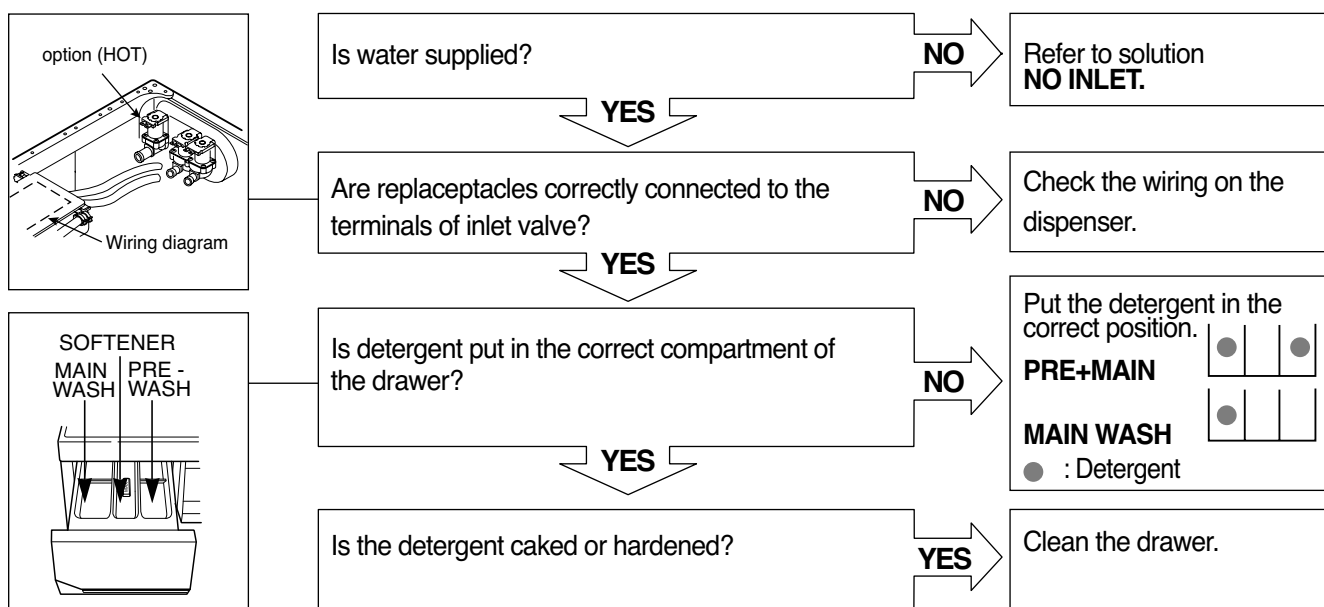 option (HOT)
Wiring diagram
Is water supplied?
NO
Refer to solution
NO INLET.
YES
Are replaceptacles correctly connected to the
terminals of inlet valve?
NO
Check the wiring on the
dispenser.
YES
SOFTENER
MAIN
WASH
PRE -
WASH
Is detergent put in the correct compartment of
the drawer?
NO
Put the detergent in the
correct position.
PRE+MAIN
MAIN WASH
: Detergent
YES
Is the detergent caked or hardened?
YES
Clean the drawer.